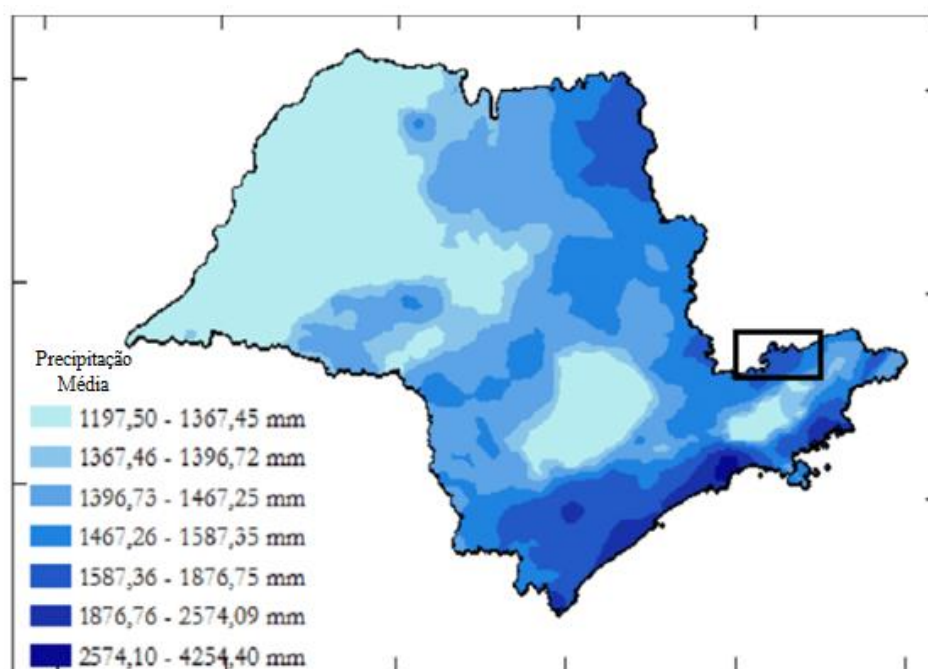 Precipitação
Média
1197,50 - 1367,45 mm
1367,46 - 1396,72 mm
1396,73 - 1467,25 mm
1467,26 - 1587,35 mm
1587,36 - 1876,75 mm
1876,76 - 2574,09 mm
2574,10 - 4254,40 mm